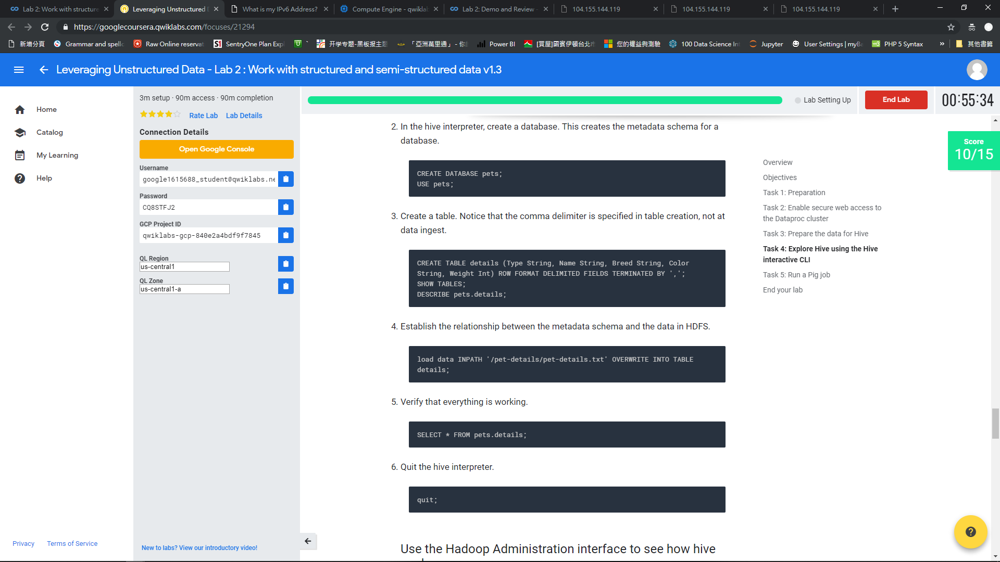 Lab 2: Work with structure
Leveraging Unstructured D
What is my IPv6 Address?
Compute Engine - qwiklab
Lab 2: Demo and Review -
104.155.144.119
104.155.144.119
104.155.144.119
https://googlecoursera.qwiklabs.com/focuses/21294
新增分頁
Grammar and spell
Raw Online reservat
SentryOne Plan Expl
开学专题-黑板报主题
「亞洲萬里通」 - 你
Power BI
[買屋]國賓伊頓台北市
您的權益與測驗
100 Data Science Int
Jupyter
User Settings | myBa
PHP 5 Syntax
»
其他書籤
Leveraging Unstructured Data - Lab 2 : Work with structured and semi-structured data v1.3
Home
Catalog
My Learning
Help
Privacy
Terms of Service
3m setup · 90m access · 90m completion
Rate Lab
Lab Details
Connection Details
Open Google Console
Username
google1615688_student@qwiklabs.ne
Password
CQ8STFJ2
GCP Project ID
qwiklabs-gcp-840e2a4bdf9f7845
QL Region
us-central1
QL Zone
us-central1-a
New to labs? View our introductory video!
Lab Setting Up
End Lab
00:55:34
2. In the hive interpreter, create a database. This creates the metadata schema for a
database.
CREATE DATABASE pets;
USE pets;
3. Create a table. Notice that the comma delimiter is specified in table creation, not at
data ingest.
CREATE TABLE details (Type String, Name String, Breed String, Color
String, Weight Int) ROW FORMAT DELIMITED FIELDS TERMINATED BY ',';
SHOW TABLES;
DESCRIBE pets.details;
4. Establish the relationship between the metadata schema and the data in HDFS.
load data INPATH '/pet-details/pet-details.txt' OVERWRITE INTO TABLE
details;
5. Verify that everything is working.
SELECT * FROM pets.details;
6. Quit the hive interpreter.
quit;
Use the Hadoop Administration interface to see how hive
Overview
Objectives
Task 1: Preparation
Task 2: Enable secure web access to
the Dataproc cluster
Task 3: Prepare the data for Hive
Task 4: Explore Hive using the Hive
interactive CLI
Task 5: Run a Pig job
End your lab
Score
10/15